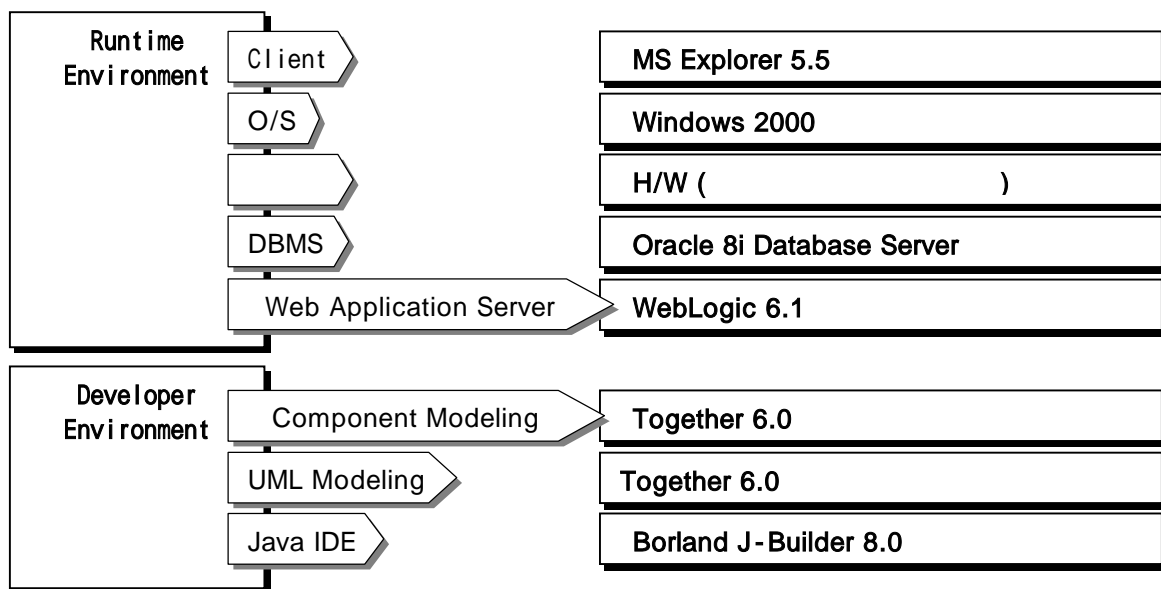 Runtime
Environment
Client
MS Explorer 5.5
O/S
Windows 2000
H/W ( )
DBMS
Oracle 8i Database Server
Web Application Server
WebLogic 6.1
Developer
Environment
Component Modeling
Together 6.0
UML Modeling
Together 6.0
Java IDE
Borland J-Builder 8.0